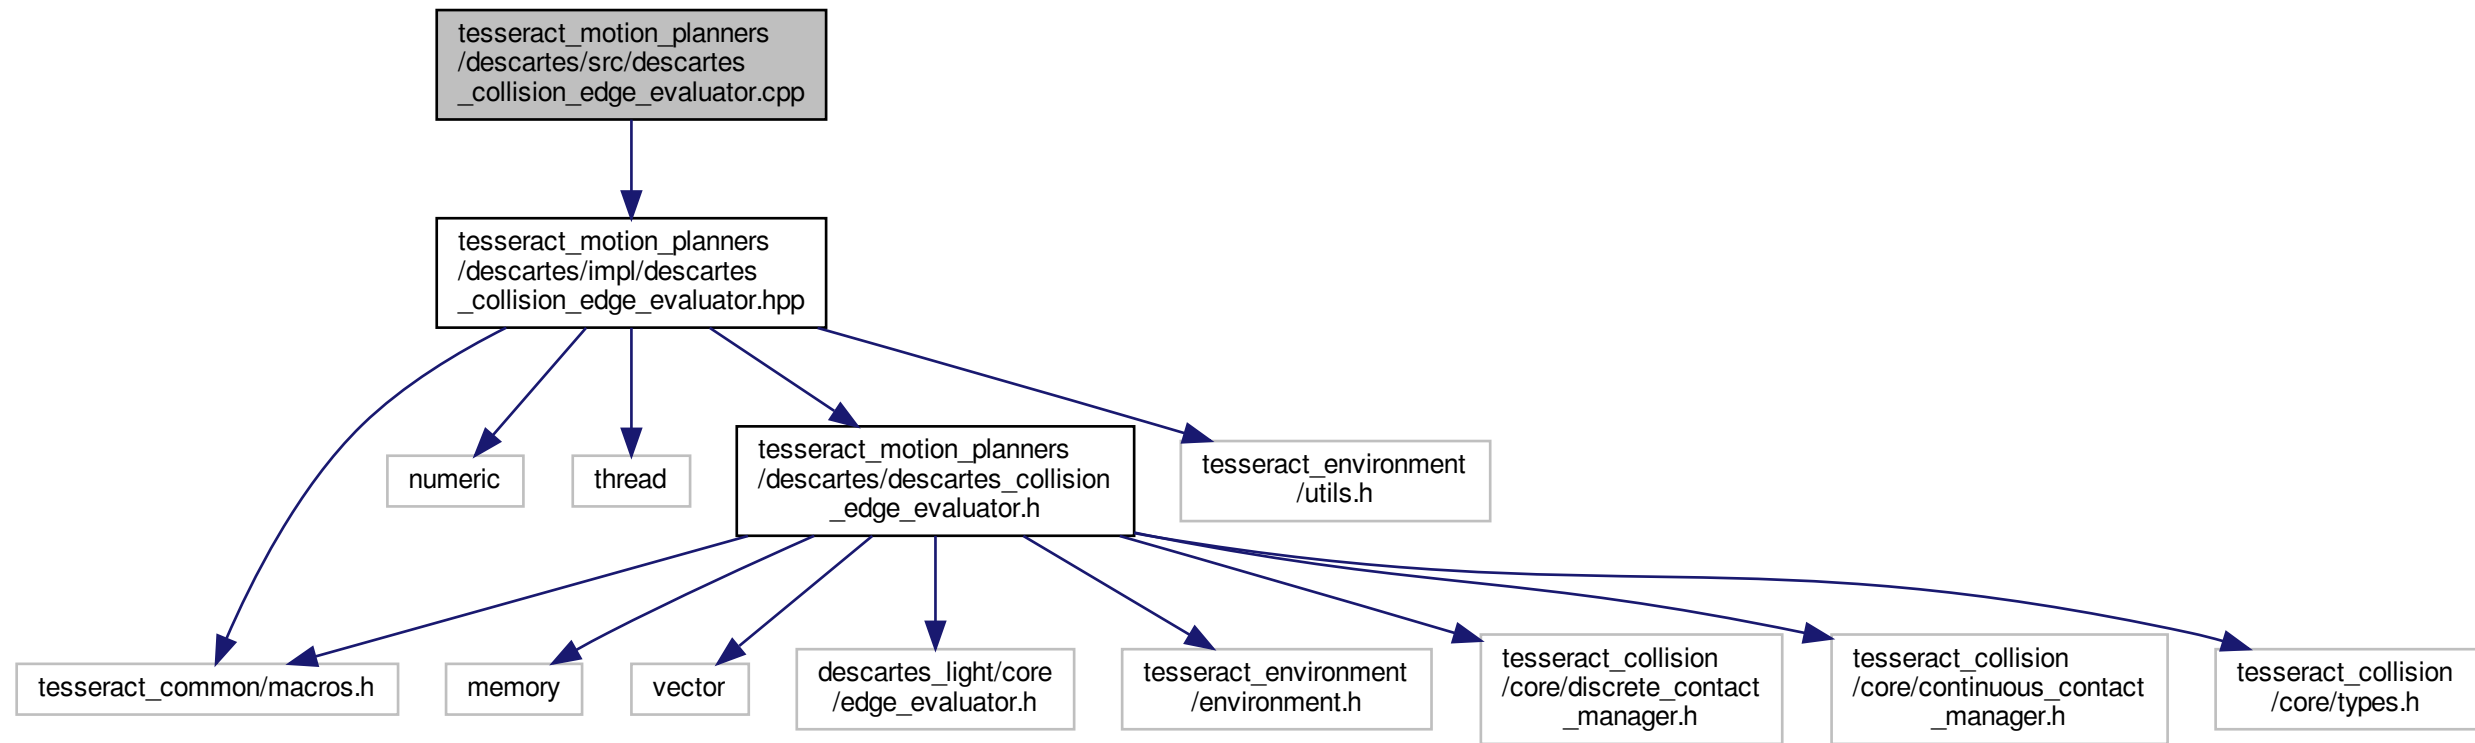 tesseract_motion_planners
/descartes/src/descartes
_collision_edge_evaluator.cpp
tesseract_motion_planners
/descartes/impl/descartes
_collision_edge_evaluator.hpp
numeric
thread
tesseract_motion_planners
/descartes/descartes_collision
_edge_evaluator.h
tesseract_environment
/utils.h
tesseract_common/macros.h
memory
vector
descartes_light/core
/edge_evaluator.h
tesseract_environment
/environment.h
tesseract_collision
/core/discrete_contact
_manager.h
tesseract_collision
/core/continuous_contact
_manager.h
tesseract_collision
/core/types.h